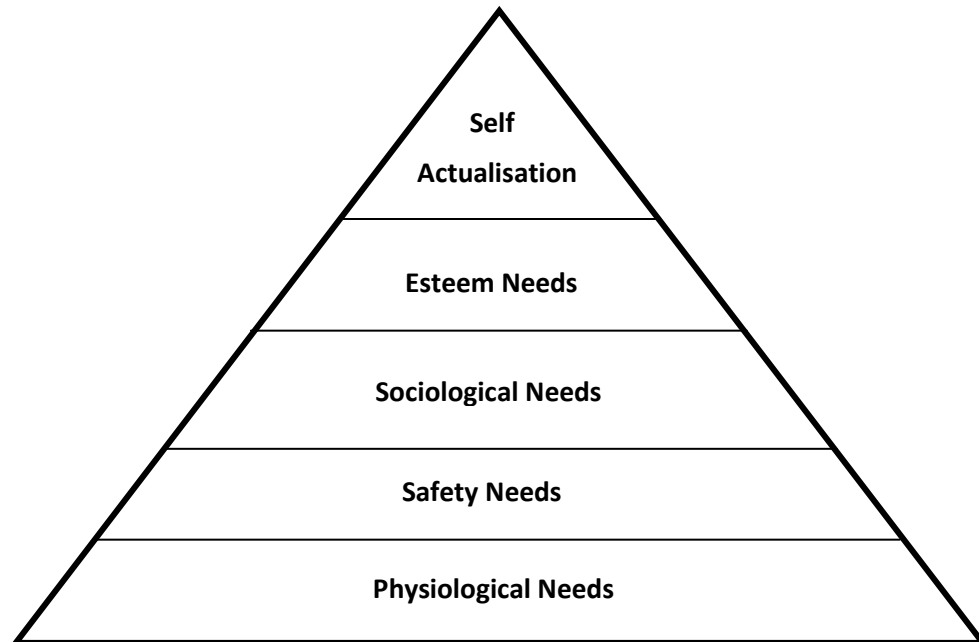 Self
Actualisation
Esteem Needs
Sociological Needs
Safety Needs
Physiological Needs